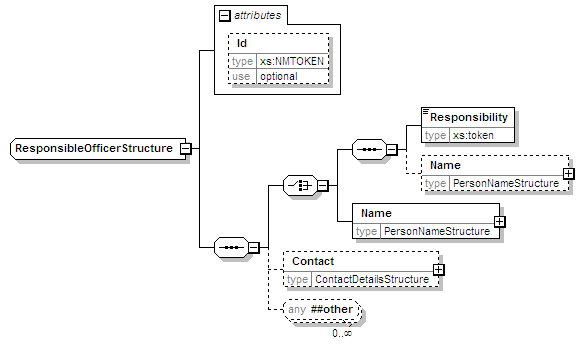 attributes
Id
type xs:NMTOKEN
use optional
ResponsibleOfficerStructure
Responsibility
type xs:token
Name
type PersonNameStructure
Name
type PersonNameStructure
Contact
type ContactDetailsStructure
any ##other
0..∞